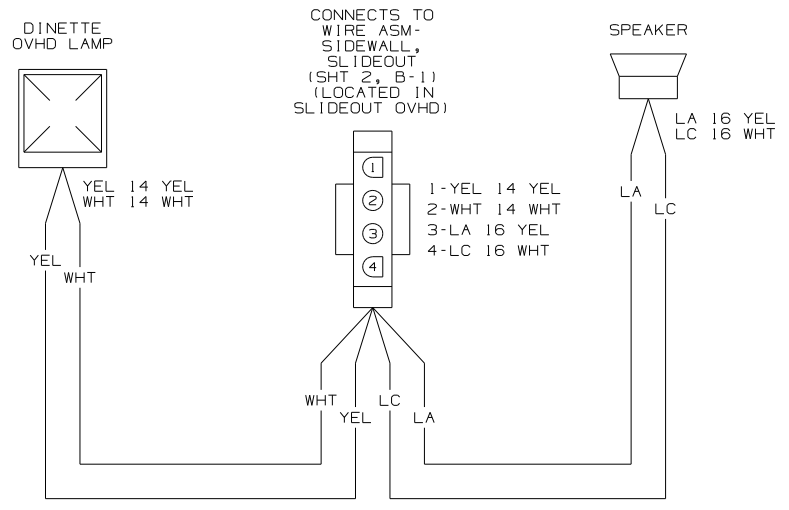 DINETTE
OVHD LAMP
YEL 14 YEL
WHT 14 WHT
YEL
WHT
CONNECTS TO
WIRE ASM-
SIDEWALL,
SLIDEOUT
(SHT 2, B-1)
(LOCATED IN
SLIDEOUT OVHD)
1
2
3
4
1-YEL 14 YEL
2-WHT 14 WHT
3-LA 16 YEL
4-LC 16 WHT
WHT
YEL
LC
LA
SPEAKER
LA 16 YEL
LC 16 WHT
LA
LC